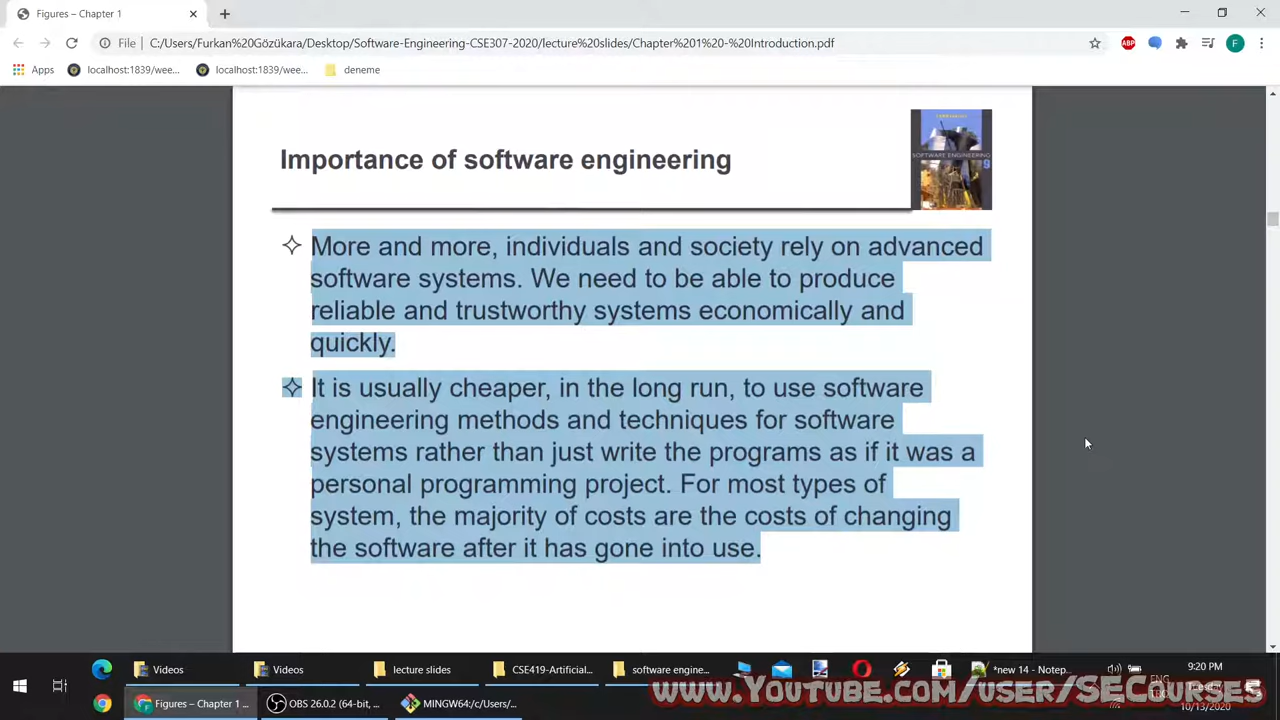 Figures – Chapter 1
File
C:/Users/Furkan%20Gözükara/Desktop/Software-Engineering-CSE307-2020/lecture%20slides/Chapter%201%20-%20Introduction.pdf
ABP
F
Apps
localhost:1839/wee...
localhost:1839/wee...
deneme
Importance of software engineering
SOFTWARE ENGINEERING
9
More and more, individuals and society rely on advanced
software systems. We need to be able to produce
reliable and trustworthy systems economically and
quickly.
It is usually cheaper, in the long run, to use software
engineering methods and techniques for software
systems rather than just write the programs as if it was a
personal programming project. For most types of
system, the majority of costs are the costs of changing
the software after it has gone into use.
Videos
Videos
lecture slides
CSE419-Artificial...
software enginee...
*new 14 - Notep...
ENG
9:20 PM
10/13/2020
Figures – Chapter 1 ...
OBS 26.0.2 (64-bit, ...
MINGW64:/c/Users/...
www.YouTube.com/user/SECourses